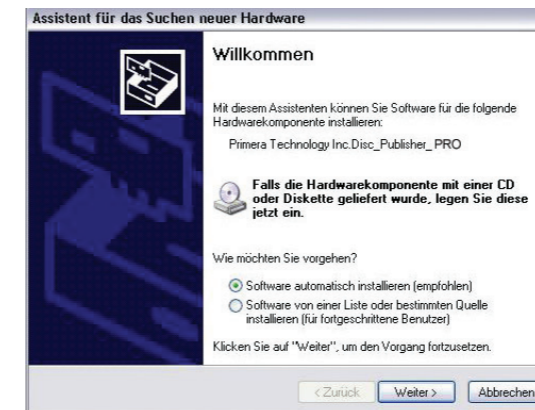 Assistent für das Suchen neuer Hardware
Willkommen
Mit diesem Assistenten können Sie Software für die folgende
Hardwarekomponente installieren:
Primera Technology Inc.Disc_Publisher_ PRO
Falls die Hardwarekomponente mit einer CD
oder Diskette geliefert wurde, legen Sie diese
jetzt ein.
Wie möchten Sie vorgehen?
Software automatisch installieren (empfohlen)
Software von einer Liste oder bestimmten Quelle
installieren (für fortgeschrittene Benutzer)
Klicken Sie auf "Weiter", um den Vorgang fortzusetzen.
< Zurück Weiter > Abbrechen